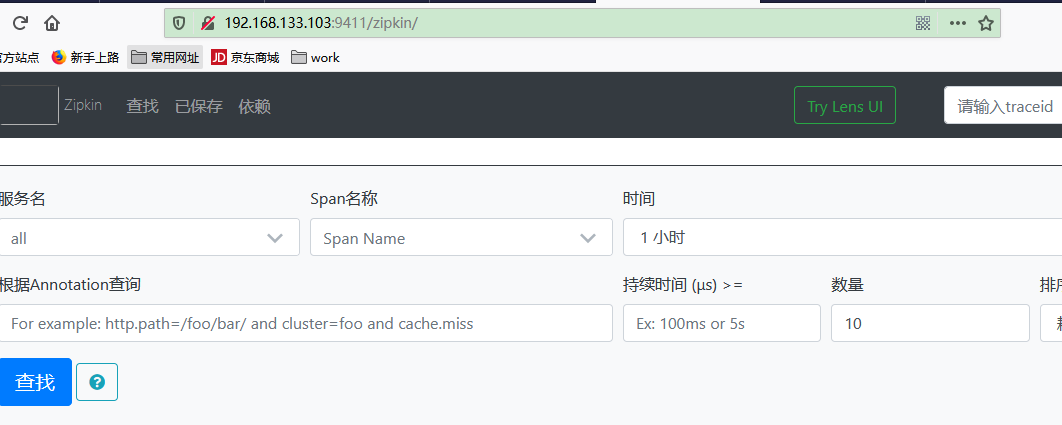 192.168.133.103:9411/zipkin/
官方站点 新手上路 常用网址 JD 京东商城 work
Zipkin 查找 已保存 依赖 Try Lens UI 请输入traceid
服务名 Span名称 时间
all Span Name 1 小时
根据Annotation查询 持续时间 (μs) >= 数量
For example: http.path=/foo/bar/ and cluster=foo and cache.miss Ex: 100ms or 5s 10
查找